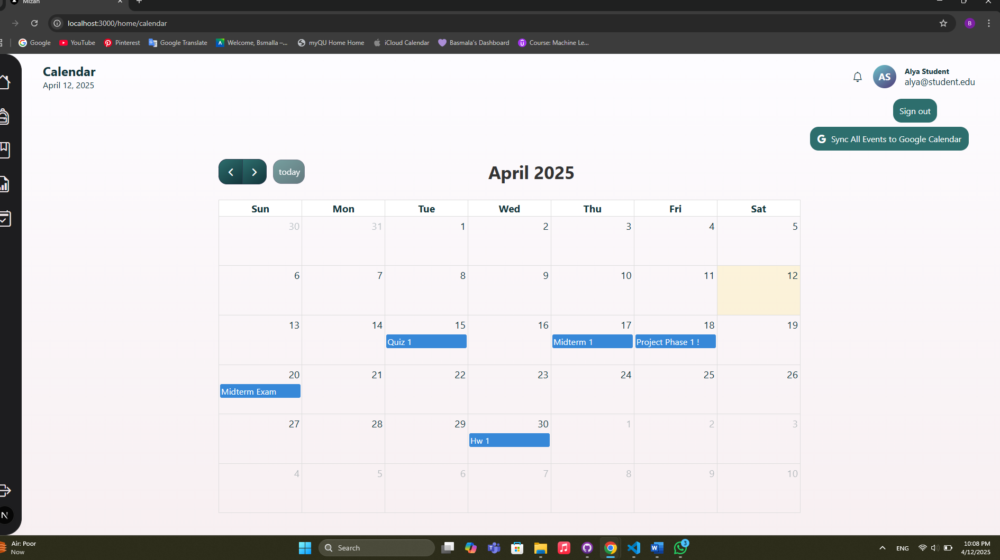 Mizan
localhost:3000/home/calendar
B
Google
YouTube
Pinterest
Google Translate
Welcome, Bsmalla –...
myQU Home Home
iCloud Calendar
Basmala's Dashboard
Course: Machine Le...
Calendar
April 12, 2025
AS
Alya Student
alya@student.edu
Sign out
G Sync All Events to Google Calendar
today
April 2025
Sun Mon Tue Wed Thu Fri Sat
30 31 1 2 3 4 5
6 7 8 9 10 11 12
13 14 15 16 17 18 19
Quiz 1
Midterm 1
Project Phase 1 !
20 21 22 23 24 25 26
Midterm Exam
27 28 29 30 1 2 3
Hw 1
4 5 6 7 8 9 10
N
Air: Poor
Now
Search
3
ENG
10:08 PM
4/12/2025